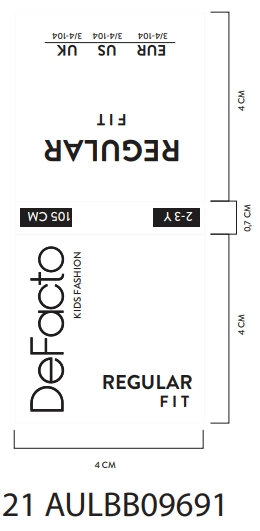 REGULAR
FIT
EUR US UK
3/4-104 3/4-104 3/4-104
4 CM
2-3 Y 105 CM
0,7 CM
DeFacto
KIDS FASHION
REGULAR
FIT
4 CM
4 CM
21 AULBB09691